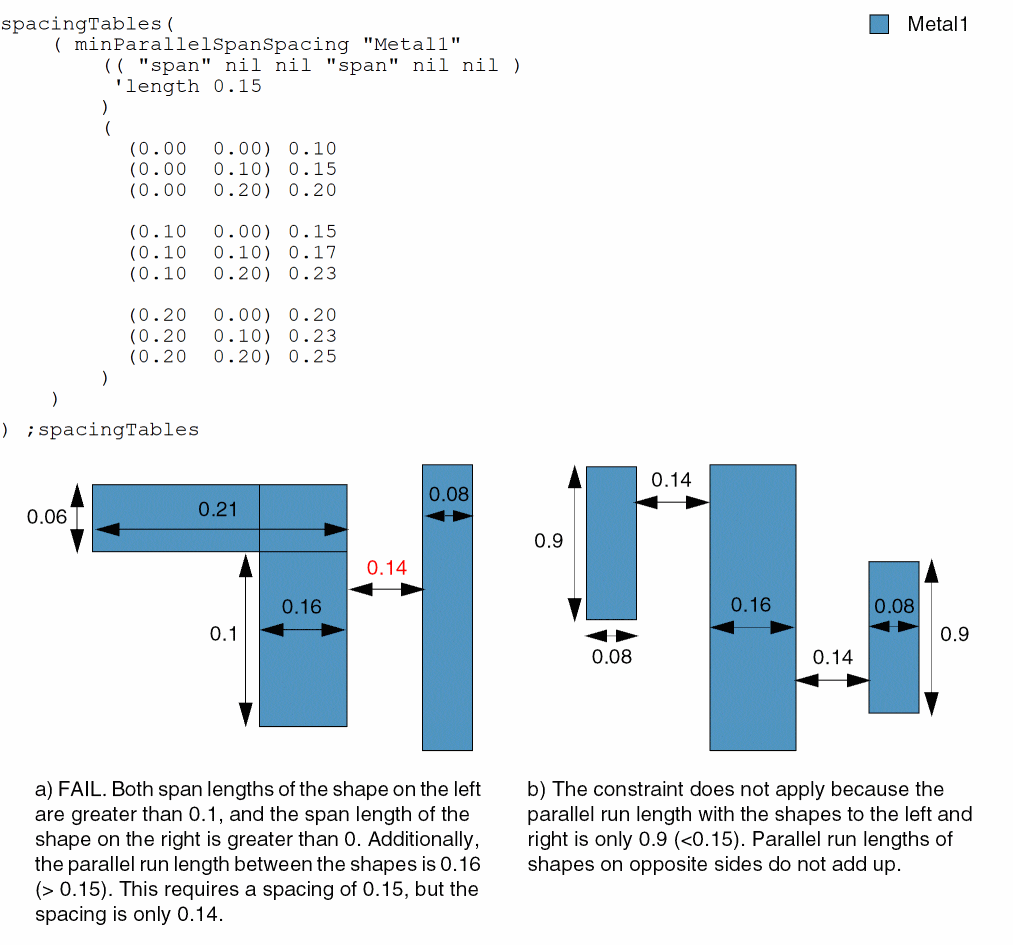 spacingTables(
( minParallelSpanSpacing "Metal1"
(( "span" nil nil "span" nil nil )
'length 0.15
)
(
(0.00 0.00) 0.10
(0.00 0.10) 0.15
(0.00 0.20) 0.20
(0.10 0.00) 0.15
(0.10 0.10) 0.17
(0.10 0.20) 0.23
(0.20 0.00) 0.20
(0.20 0.10) 0.23
(0.20 0.20) 0.25
)
)
) ;spacingTables
Metal1
0.06
0.21
0.08
0.14
0.16
0.1
0.14
0.9
0.16
0.08
0.08
0.14
0.9
a) FAIL. Both span lengths of the shape on the left
are greater than 0.1, and the span length of the
shape on the right is greater than 0. Additionally,
the parallel run length between the shapes is 0.16
(> 0.15). This requires a spacing of 0.15, but the
spacing is only 0.14.
b) The constraint does not apply because the
parallel run length with the shapes to the left and
right is only 0.9 (<0.15). Parallel run lengths of
shapes on opposite sides do not add up.